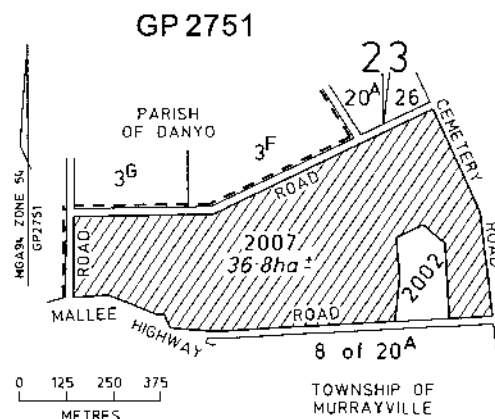 GP 2751
23
20A 26
PARISH
OF DANYO
3G
3F
CEMETERY
ROAD
ROAD
MGA94 ZONE 54
GP2751
ROAD
2007
36·8ha ±
2002
ROAD
MALLEE
HIGHWAY
8 of 20A
0 125 250 375
METRES
TOWNSHIP OF
MURRAYVILLE